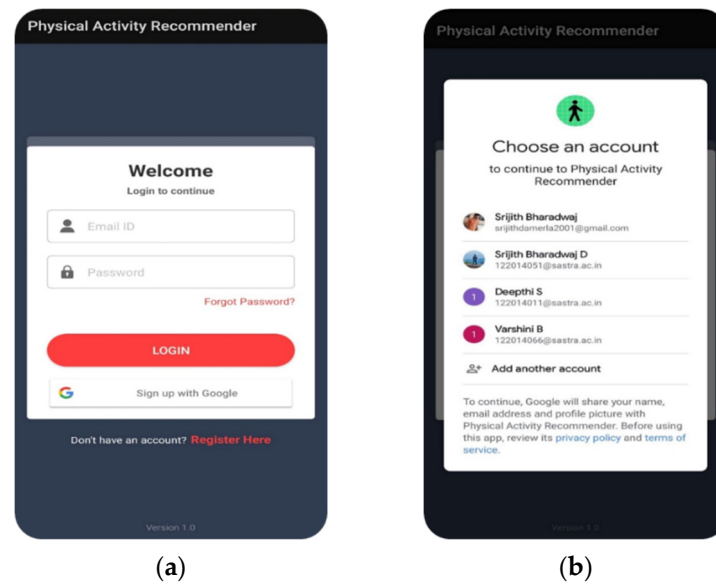 Physical Activity Recommender
Welcome
Login to continue
Email ID
Password
Forgot Password?
LOGIN
Sign up with Google
Don't have an account? Register Here
Version 1.0
(a)
Physical Activity Recommender
Choose an account
to continue to Physical Activity
Recommender
Srijith Bharadwaj
srijithdamerla2001@gmail.com
Srijith Bharadwaj D
122014051@sastra.ac.in
1
Deepthi S
122014011@sastra.ac.in
1
Varshini B
122014066@sastra.ac.in
Add another account
To continue, Google will share your name,
email address and profile picture with
Physical Activity Recommender. Before using
this app, review its privacy policy and terms of
service.
Version 1.0
(b)